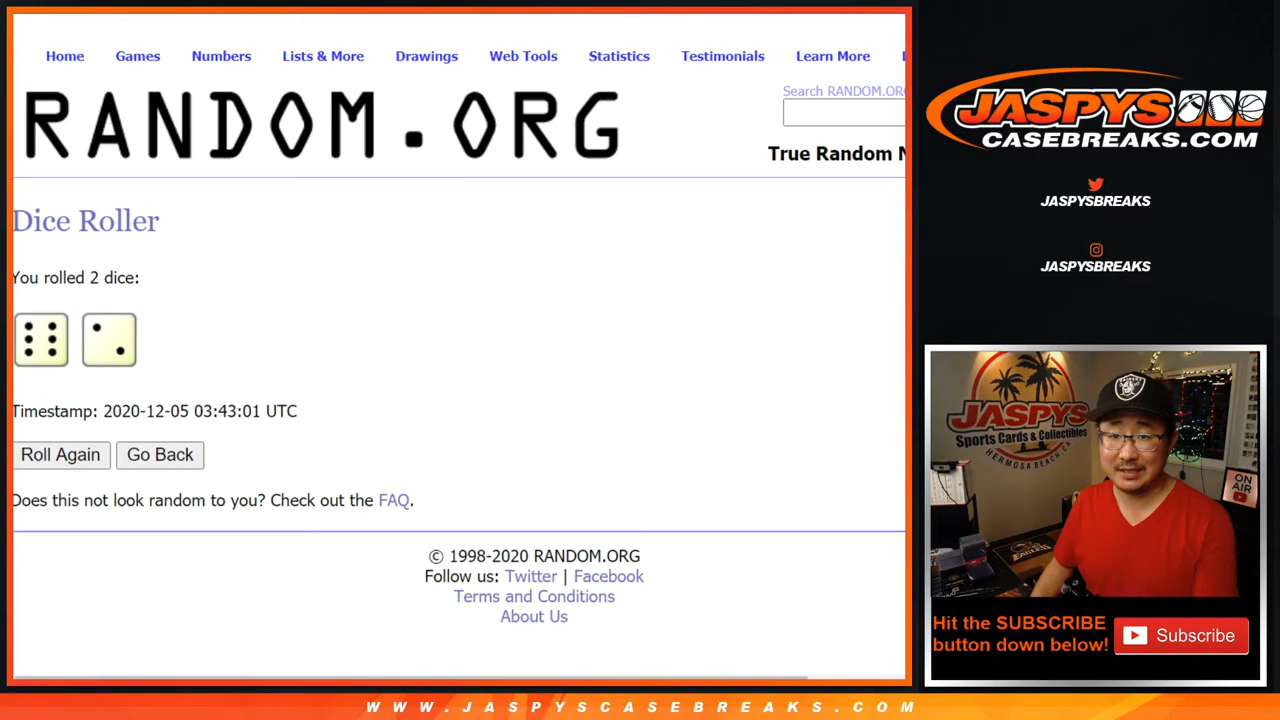 Home Games Numbers Lists & More Drawings Web Tools Statistics Testimonials Learn More
RANDOM.ORG
Search RANDOM.ORG
True Random N
Dice Roller
You rolled 2 dice:
Timestamp: 2020-12-05 03:43:01 UTC
Roll Again Go Back
Does this not look random to you? Check out the FAQ.
© 1998-2020 RANDOM.ORG
Follow us: Twitter | Facebook
Terms and Conditions
About Us
JASPYS
CASEBREAKS.COM
JASPYSBREAKS
JASPYSBREAKS
JASPYS
Sports Cards & Collectibles
HERMOSA BEACH, CA
EAGLES
ON
AIR
Hit the SUBSCRIBE
button down below!
Subscribe
WWW.JASPYSCASEBREAKS.COM